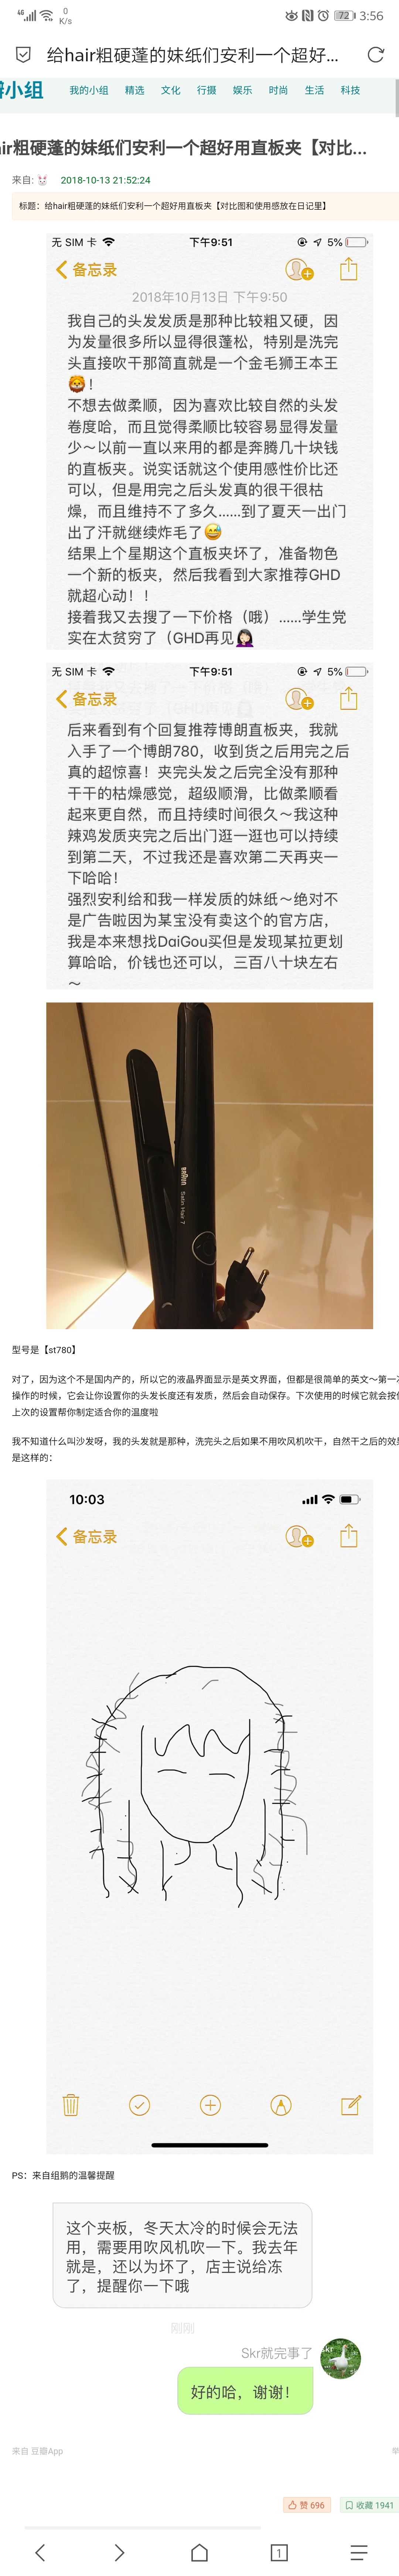 4G 0 K/s 72 3:56
给hair粗硬蓬的妹纸们安利一个超好...
小组 我的小组 精选 文化 行摄 娱乐 时尚 生活 科技
air粗硬蓬的妹纸们安利一个超好用直板夹【对比...
来自: 2018-10-13 21:52:24
标题：给hair粗硬蓬的妹纸们安利一个超好用直板夹【对比图和使用感放在日记里】
无 SIM 卡 下午9:51 5%
备忘录
2018年10月13日 下午9:50
我自己的头发发质是那种比较粗又硬，因
为发量很多所以显得很蓬松，特别是洗完
头直接吹干那简直就是一个金毛狮王本王
🦁！
不想去做柔顺，因为喜欢比较自然的头发
卷度哈，而且觉得柔顺比较容易显得发量
少～以前一直以来用的都是奔腾几十块钱
的直板夹。说实话就这个使用感性价比还
可以，但是用完之后头发真的很干很枯
燥，而且维持不了多久……到了夏天一出门
出了汗就继续炸毛了😅
结果上个星期这个直板夹坏了，准备物色
一个新的板夹，然后我看到大家推荐GHD
就超心动！！
接着我又去搜了一下价格（哦）……学生党
实在太贫穷了（GHD再见🤦🏻‍♀️
无 SIM 卡 下午9:51 5%
备忘录
后来看到有个回复推荐博朗直板夹，我就
入手了一个博朗780，收到货之后用完之后
真的超惊喜！夹完头发之后完全没有那种
干干的枯燥感觉，超级顺滑，比做柔顺看
起来更自然，而且持续时间很久～我这种
辣鸡发质夹完之后出门逛一逛也可以持续
到第二天，不过我还是喜欢第二天再夹一
下哈哈！
强烈安利给和我一样发质的妹纸～绝对不
是广告啦因为某宝没有卖这个的官方店，
我是本来想找DaiGou买但是发现某拉更划
算哈哈，价钱也还可以，三百八十块左右
～
BRAUN Satin Hair 7
型号是【st780】
对了，因为这个不是国内产的，所以它的液晶界面显示是英文界面，但都是很简单的英文～第一次
操作的时候，它会让你设置你的头发长度还有发质，然后会自动保存。下次使用的时候它就会按
上次的设置帮你制定适合你的温度啦
我不知道什么叫沙发呀，我的头发就是那种，洗完头之后如果不用吹风机吹干，自然干之后的效
是这样的：
10:03
备忘录
PS：来自组鹅的温馨提醒
这个夹板，冬天太冷的时候会无法
用，需要用吹风机吹一下。我去年
就是，还以为坏了，店主说给冻
了，提醒你一下哦
刚刚
Skr就完事了
好的哈，谢谢！
来自 豆瓣App
赞 696 收藏 1941
1